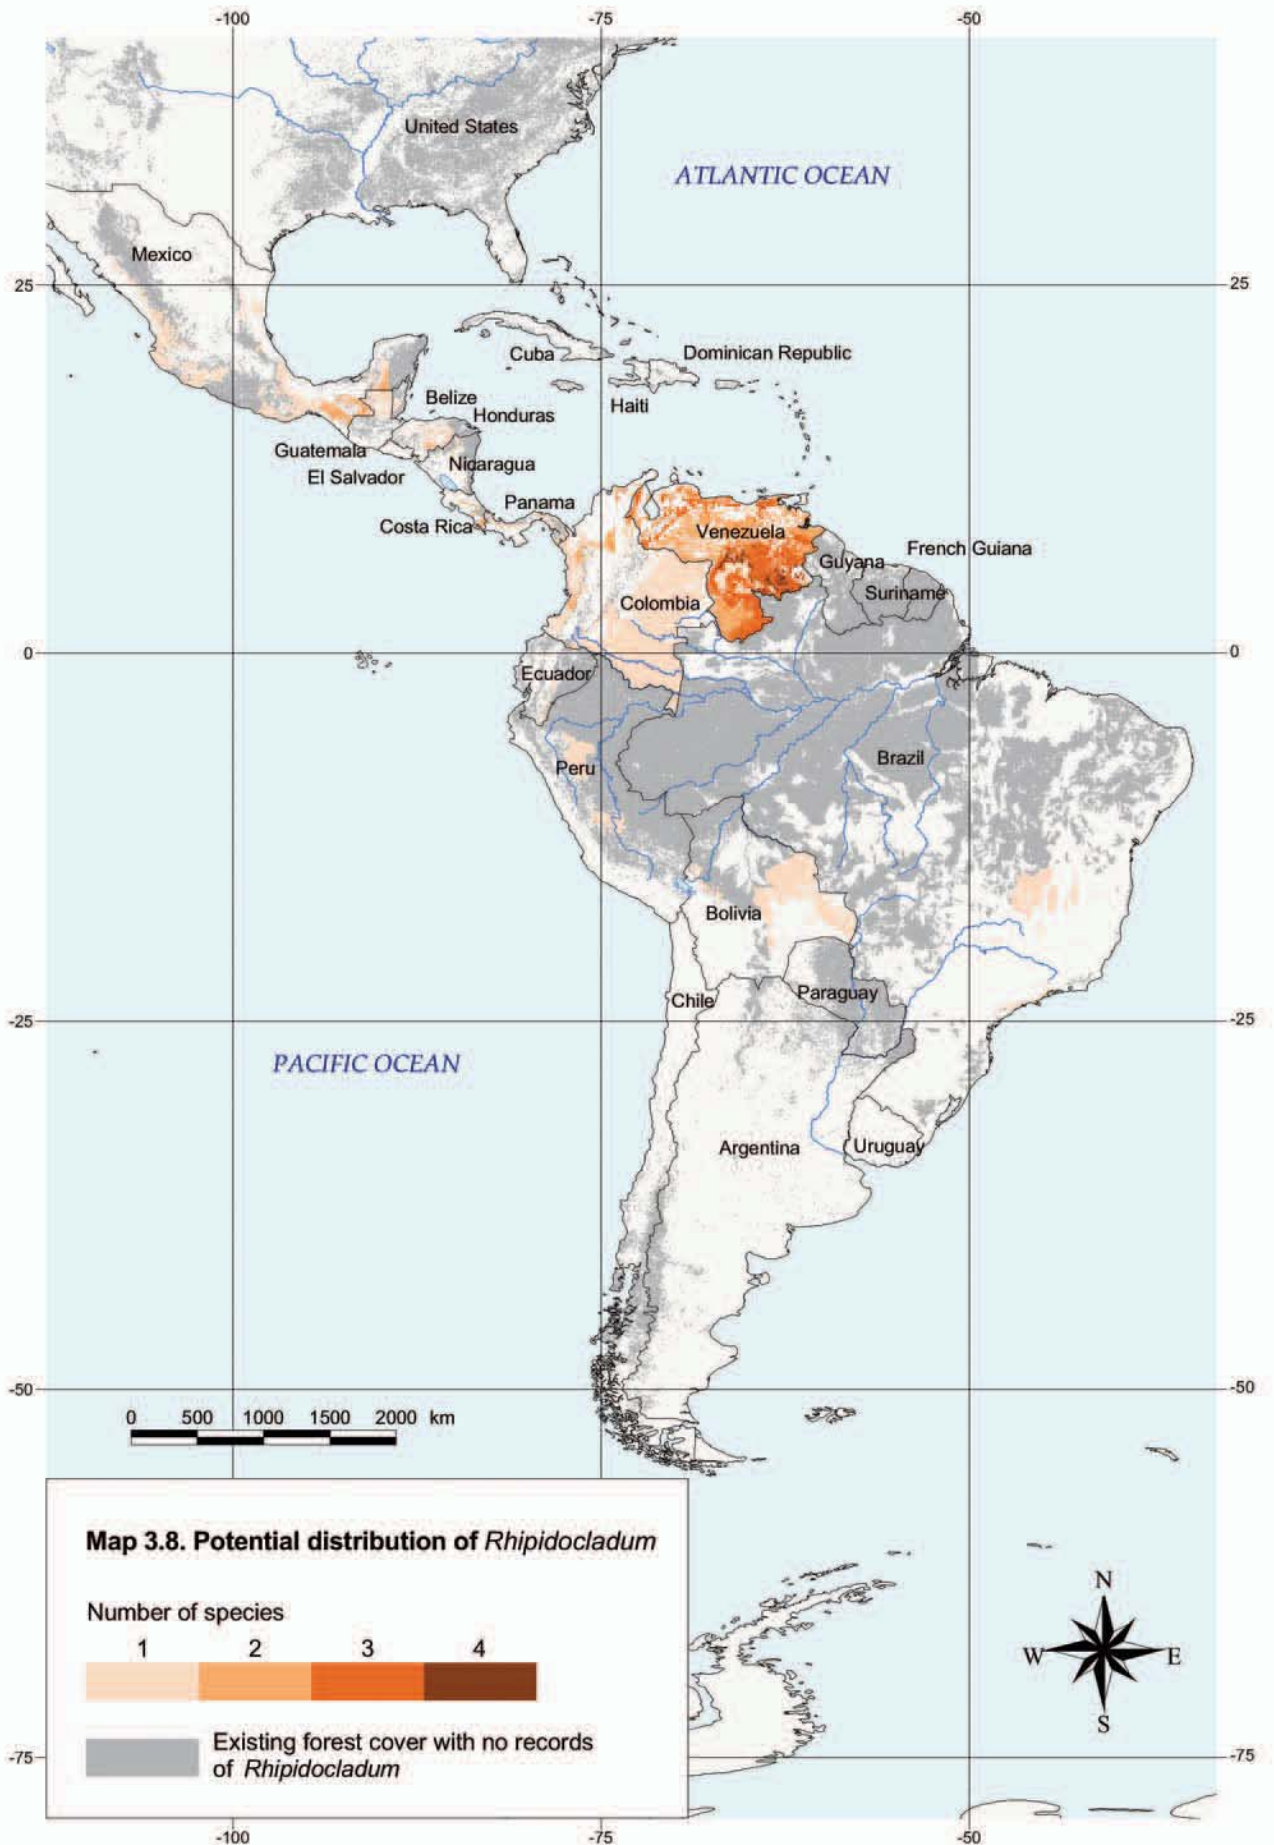 -100 -75 -50
United States
ATLANTIC OCEAN
Mexico
25 25
Cuba
Dominican Republic
Belize
Haiti
Honduras
Guatemala
Nicaragua
El Salvador
Panama
Costa Rica
Venezuela
French Guiana
Guyana
Suriname
Colombia
0 0
Ecuador
Brazil
Peru
Bolivia
Paraguay
Chile
-25 -25
PACIFIC OCEAN
Argentina
Uruguay
-50 -50
0 500 1000 1500 2000 km
Map 3.8. Potential distribution of Rhipidocladum
Number of species
1 2 3 4
Existing forest cover with no records
of Rhipidocladum
N
W E
S
-75 -75
-100 -75 -50